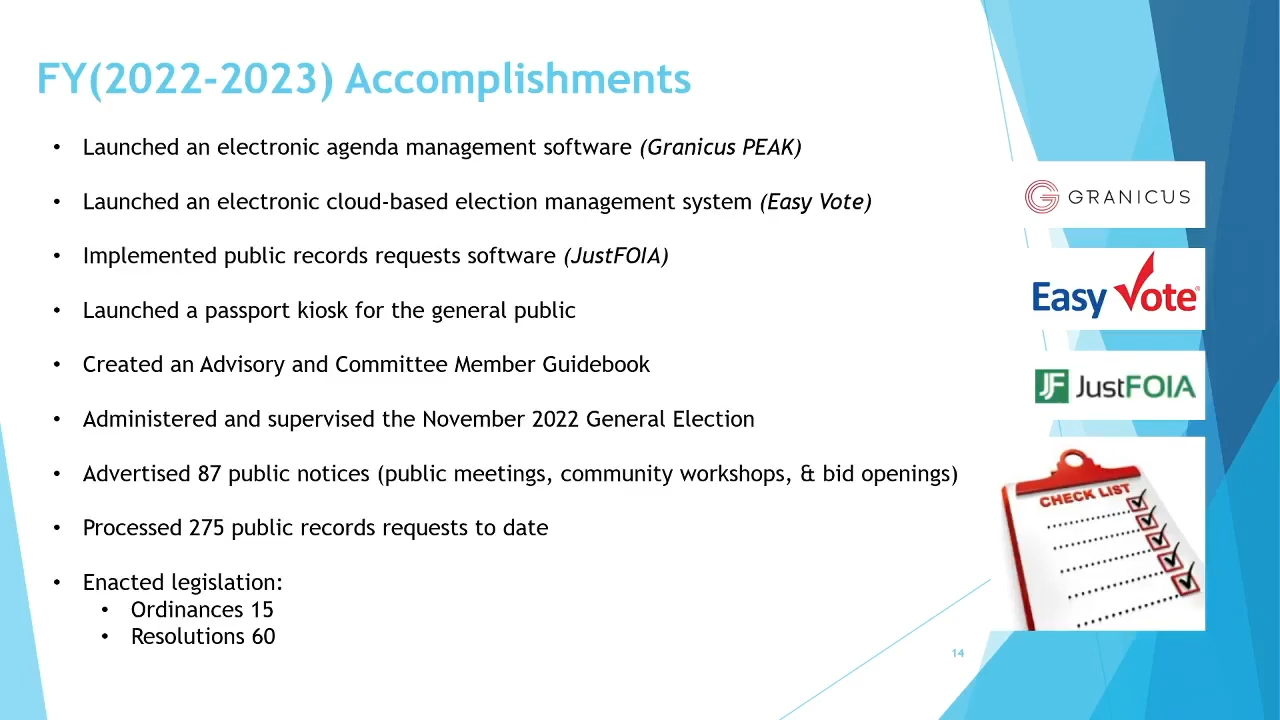 FY(2022-2023) Accomplishments
• Launched an electronic agenda management software (Granicus PEAK)
• Launched an electronic cloud-based election management system (Easy Vote)
• Implemented public records requests software (JustFOIA)
• Launched a passport kiosk for the general public
• Created an Advisory and Committee Member Guidebook
• Administered and supervised the November 2022 General Election
• Advertised 87 public notices (public meetings, community workshops, & bid openings)
• Processed 275 public records requests to date
• Enacted legislation:
• Ordinances 15
• Resolutions 60
GRANICUS
Easy Vote®
JF JustFOIA
CHECK LIST
14